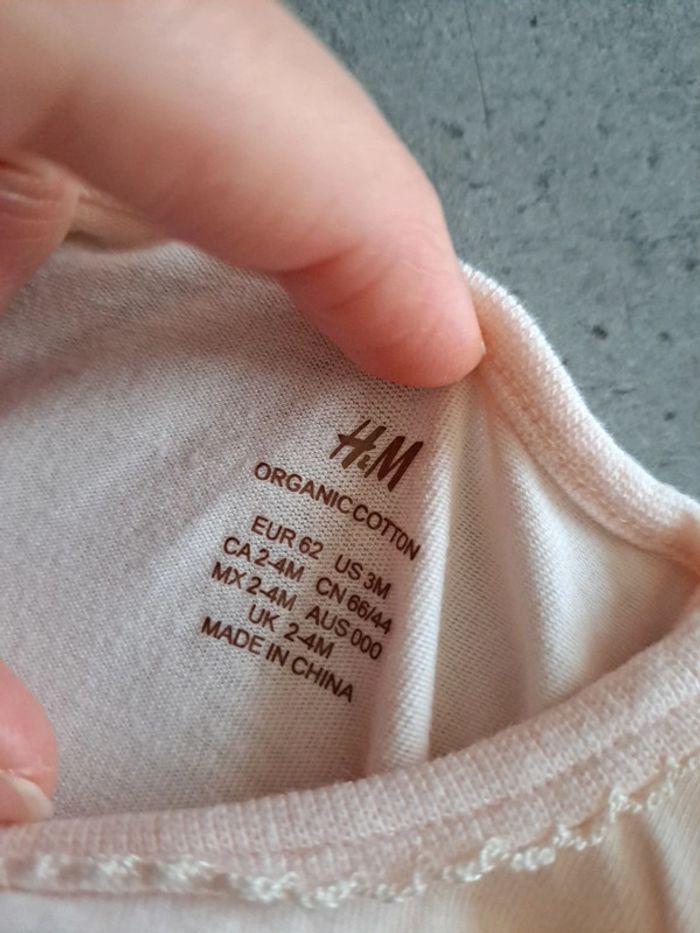 H&M
ORGANIC COTTON
EUR 62 US 3M
CA 2-4M CN 66/44
MX 2-4M AUS 000
UK 2-4M
MADE IN CHINA